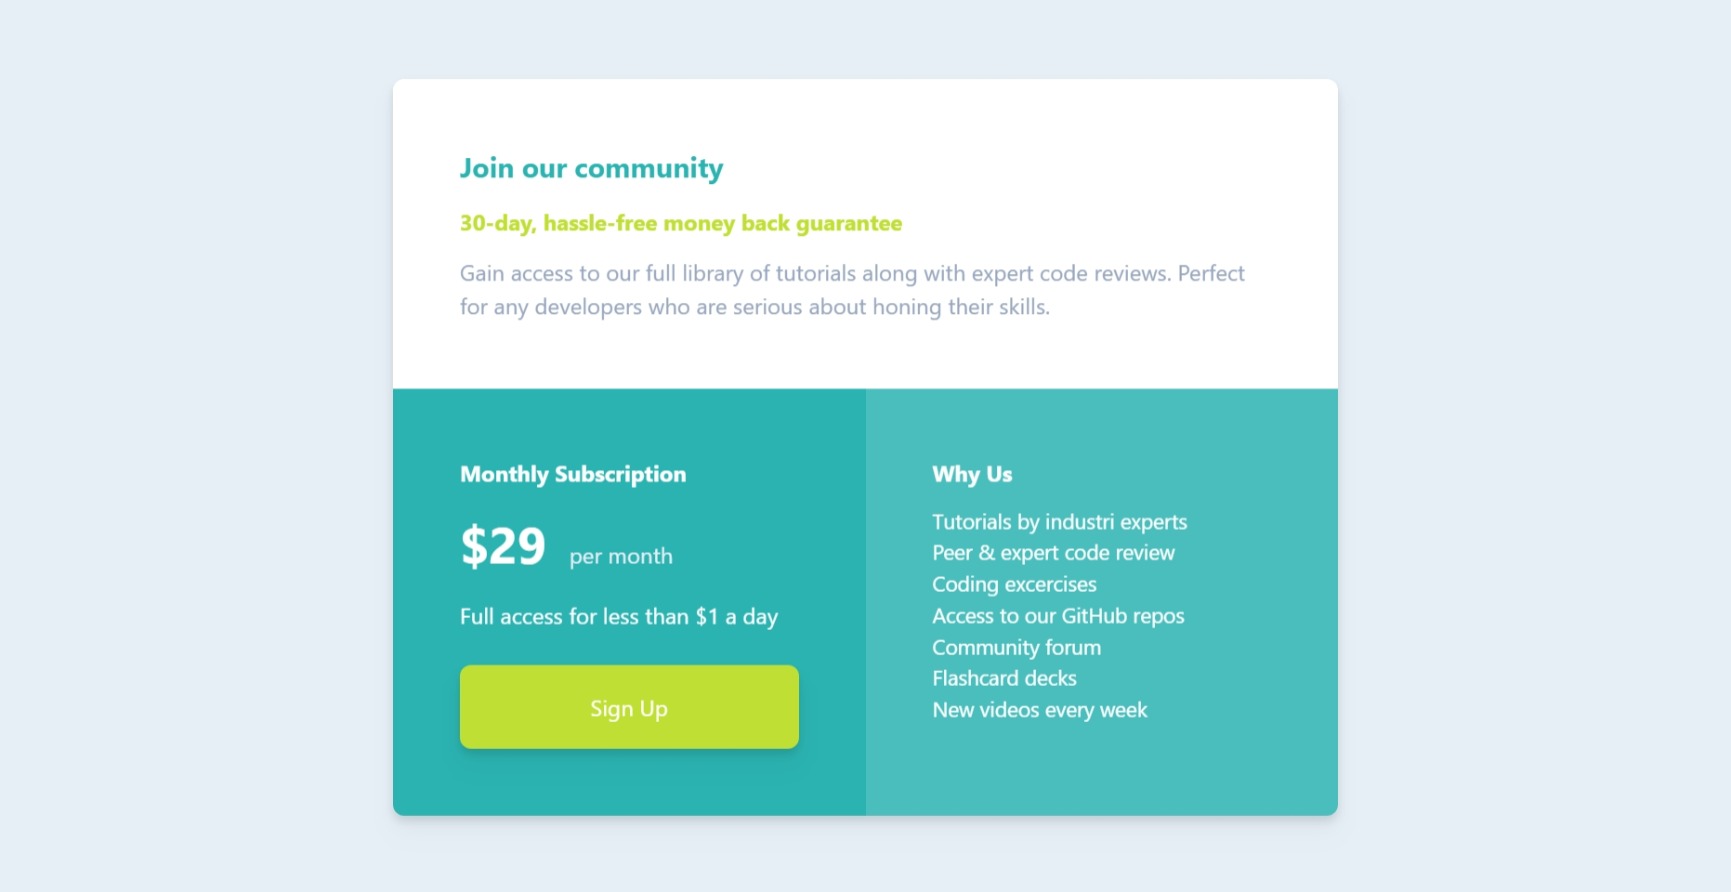 Join our community
30-day, hassle-free money back guarantee
Gain access to our full library of tutorials along with expert code reviews. Perfect
for any developers who are serious about honing their skills.
Monthly Subscription
$29 per month
Full access for less than $1 a day
Sign Up
Why Us
Tutorials by industri experts
Peer & expert code review
Coding excercises
Access to our GitHub repos
Community forum
Flashcard decks
New videos every week